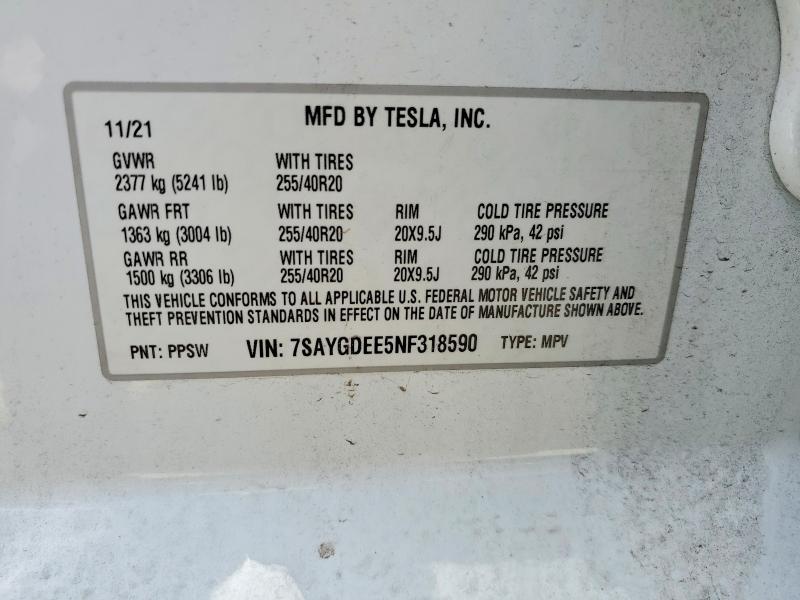 MFD BY TESLA, INC.
11/21
GVWR WITH TIRES
2377 kg (5241 lb) 255/40R20
GAWR FRT WITH TIRES RIM COLD TIRE PRESSURE
1363 kg (3004 lb) 255/40R20 20X9.5J 290 kPa, 42 psi
GAWR RR WITH TIRES RIM COLD TIRE PRESSURE
1500 kg (3306 lb) 255/40R20 20X9.5J 290 kPa, 42 psi
THIS VEHICLE CONFORMS TO ALL APPLICABLE U.S. FEDERAL MOTOR VEHICLE SAFETY AND
THEFT PREVENTION STANDARDS IN EFFECT ON THE DATE OF MANUFACTURE SHOWN ABOVE.
PNT: PPSW VIN: 7SAYGDEE5NF318590 TYPE: MPV